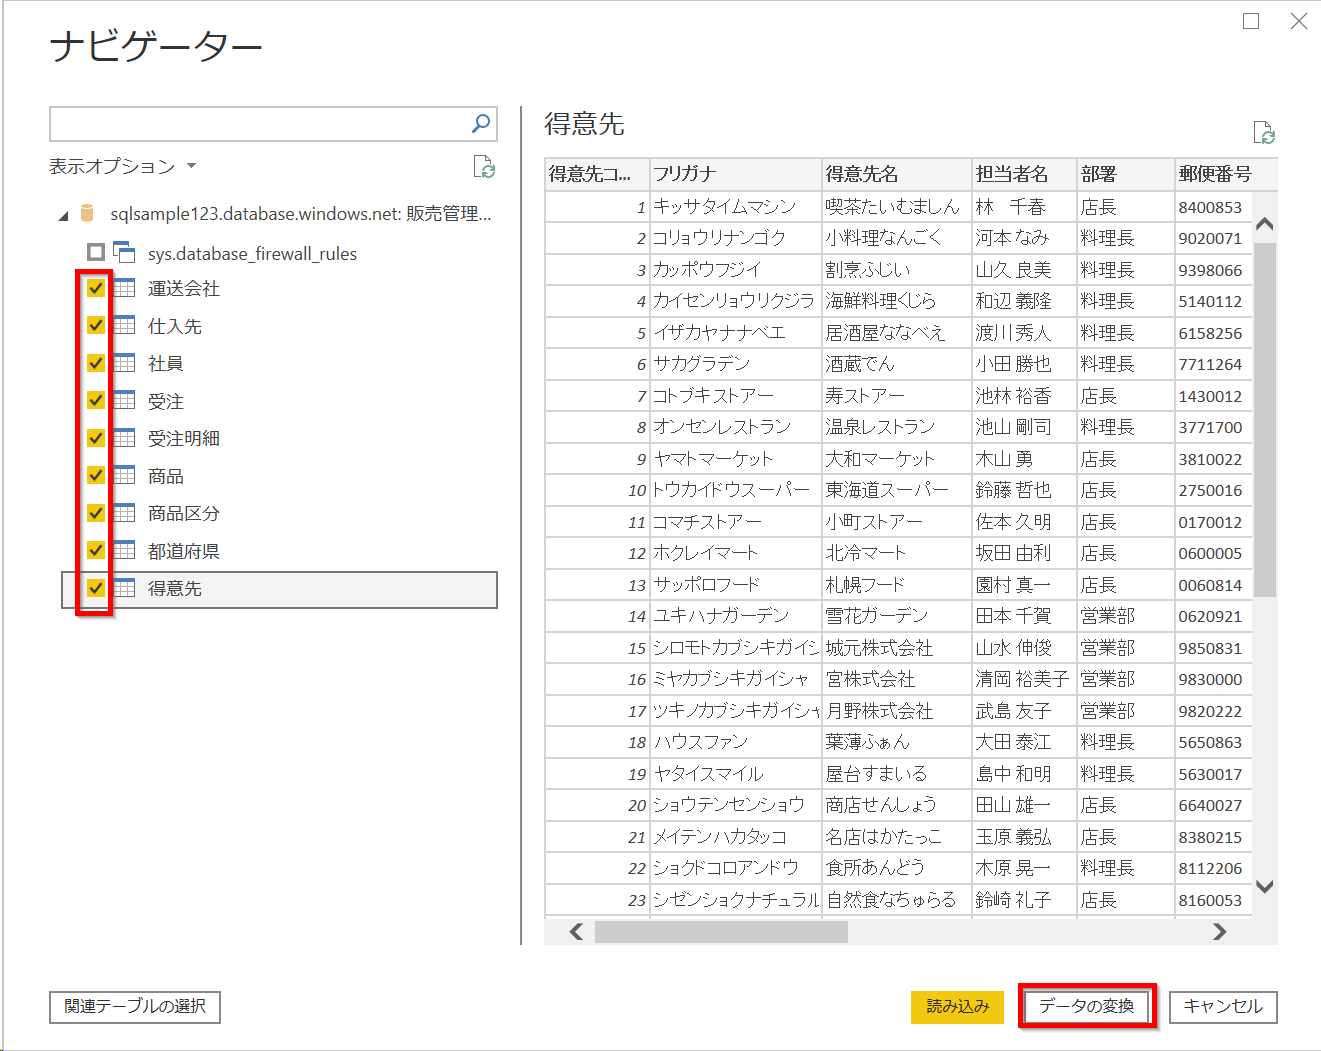 ナビゲーター
表示オプション
sqlsample123.database.windows.net: 販売管理...
sys.database_firewall_rules
運送会社
仕入先
社員
受注
受注明細
商品
商品区分
都道府県
得意先
得意先
得意先コ... フリガナ 得意先名 担当者名 部署 郵便番号
1 キッサタイムマシン 喫茶たいむましん 林　千春 店長 8400853
2 コリョウリナンゴク 小料理なんごく 河本 なみ 料理長 9020071
3 カッポウフジイ 割烹ふじい 山久 良美 料理長 9398066
4 カイセンリョウリクジラ 海鮮料理くじら 和辺 義隆 料理長 5140112
5 イザカヤナナベエ 居酒屋ななべえ 渡川 秀人 料理長 6158256
6 サカグラデン 酒蔵でん 小田 勝也 料理長 7711264
7 コトブキストアー 寿ストアー 池林 裕香 店長 1430012
8 オンセンレストラン 温泉レストラン 池山 剛司 料理長 3771700
9 ヤマトマーケット 大和マーケット 木山 勇 店長 3810022
10 トウカイドウスーパー 東海道スーパー 鈴藤 哲也 店長 2750016
11 コマチストアー 小町ストアー 佐本 久明 店長 0170012
12 ホクレイマート 北冷マート 坂田 由利 店長 0600005
13 サッポロフード 札幌フード 園村 真一 店長 0060814
14 ユキハナガーデン 雪花ガーデン 田本 千賀 営業部 0620921
15 シロモトカブシキガイシ 城元株式会社 山水 伸俊 営業部 9850831
16 ミヤカブシキガイシャ 宮株式会社 清岡 裕美子 営業部 9830000
17 ツキノカブシキガイシャ 月野株式会社 武島 友子 営業部 9820222
18 ハウスファン 葉薄ふぁん 大田 泰江 料理長 5650863
19 ヤタイスマイル 屋台すまいる 島中 和明 料理長 5630017
20 ショウテンセンショウ 商店せんしょう 田山 雄一 店長 6640027
21 メイテンハカタッコ 名店はかたっこ 玉原 義弘 店長 8380215
22 ショクドコロアンドウ 食所あんどう 木原 晃一 料理長 8112206
23 シゼンショクナチュラル 自然食なちゅらる 鈴崎 礼子 店長 8160053
関連テーブルの選択
読み込み
データの変換
キャンセル